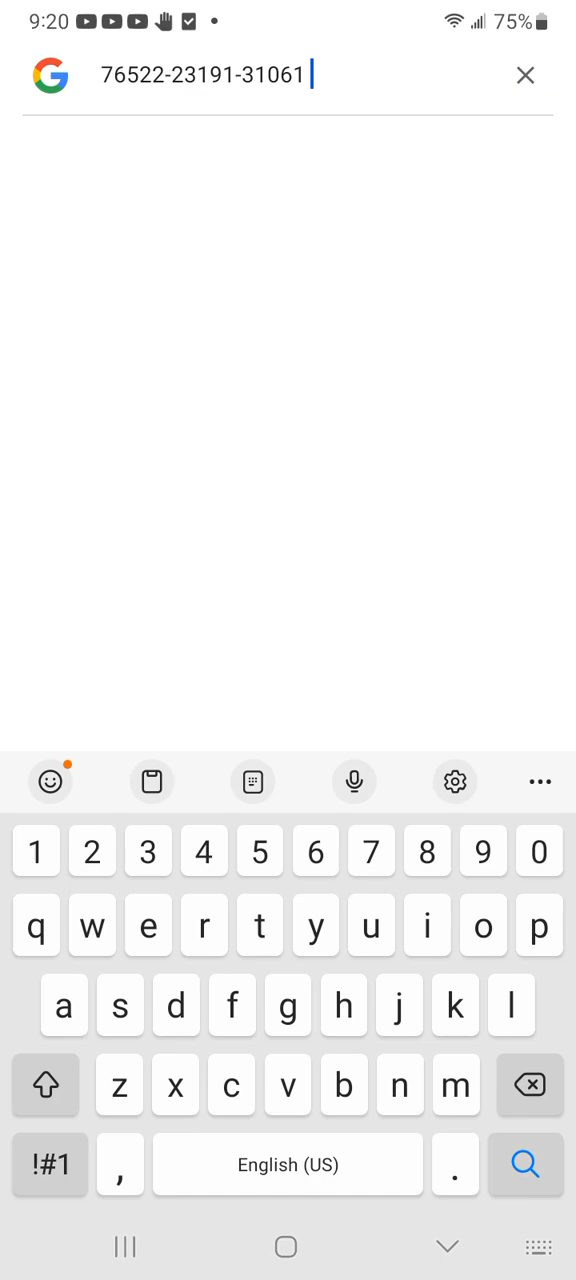 9:20 75%
76522-23191-31061
1 2 3 4 5 6 7 8 9 0
q w e r t y u i o p
a s d f g h j k l
z x c v b n m
!#1 , English (US) .